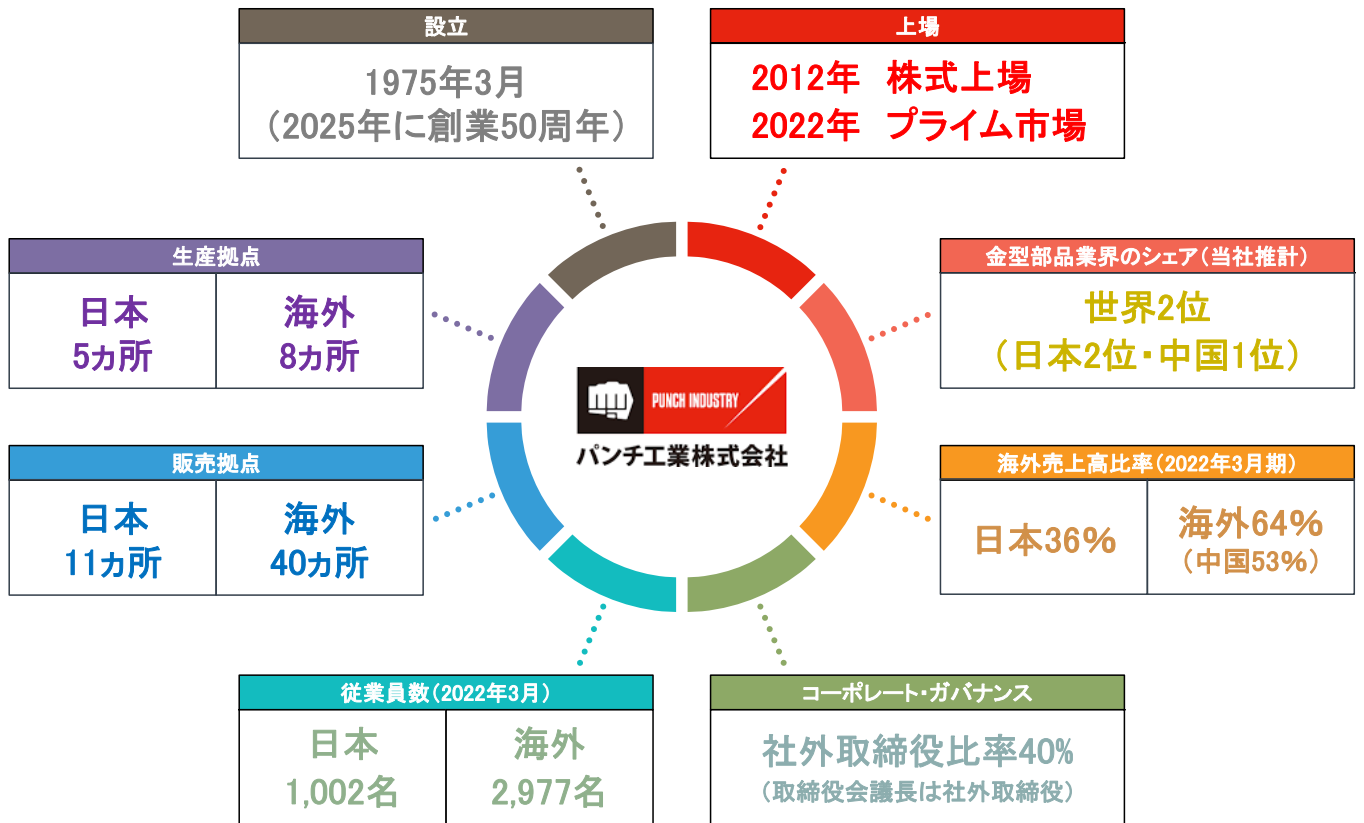 設立
1975年3月
（2025年に創業50周年）
上場
2012年　株式上場
2022年　プライム市場
生産拠点
日本
5ヵ所
海外
8ヵ所
金型部品業界のシェア（当社推計）
世界2位
（日本2位・中国1位）
PUNCH INDUSTRY
パンチ工業株式会社
販売拠点
日本
11ヵ所
海外
40ヵ所
海外売上高比率（2022年3月期）
日本36％
海外64％
（中国53％）
従業員数（2022年3月）
日本
1,002名
海外
2,977名
コーポレート・ガバナンス
社外取締役比率40%
（取締役会議長は社外取締役）